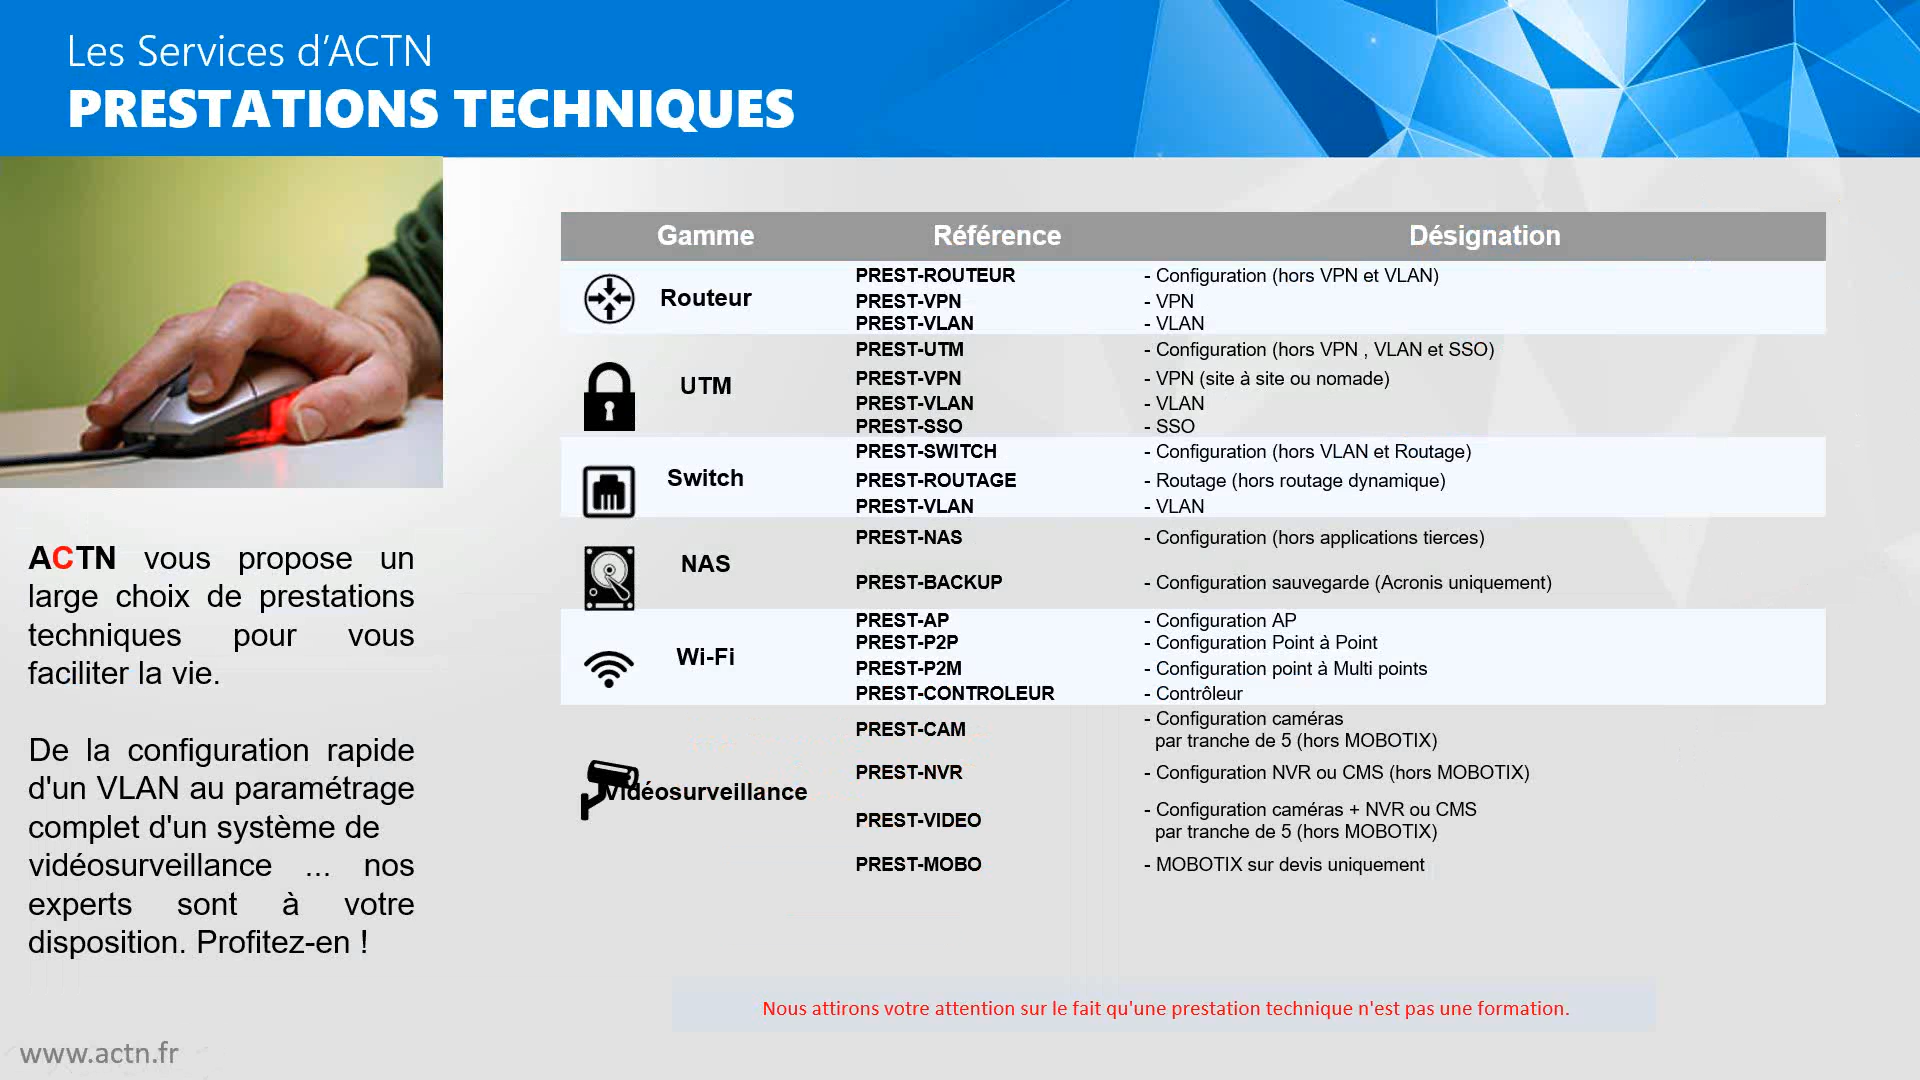 Les Services d’ACTN
PRESTATIONS TECHNIQUES
ACTN vous propose un
large choix de prestations
techniques pour vous
faciliter la vie.
De la configuration rapide
d'un VLAN au paramétrage
complet d'un système de
vidéosurveillance ... nos
experts sont à votre
disposition. Profitez-en !
Gamme Référence Désignation
Routeur
PREST-ROUTEUR - Configuration (hors VPN et VLAN)
PREST-VPN - VPN
PREST-VLAN - VLAN
UTM
PREST-UTM - Configuration (hors VPN , VLAN et SSO)
PREST-VPN - VPN (site à site ou nomade)
PREST-VLAN - VLAN
PREST-SSO - SSO
Switch
PREST-SWITCH - Configuration (hors VLAN et Routage)
PREST-ROUTAGE - Routage (hors routage dynamique)
PREST-VLAN - VLAN
NAS
PREST-NAS - Configuration (hors applications tierces)
PREST-BACKUP - Configuration sauvegarde (Acronis uniquement)
Wi-Fi
PREST-AP - Configuration AP
PREST-P2P - Configuration Point à Point
PREST-P2M - Configuration point à Multi points
PREST-CONTROLEUR - Contrôleur
Vidéosurveillance
PREST-CAM - Configuration caméras
par tranche de 5 (hors MOBOTIX)
PREST-NVR - Configuration NVR ou CMS (hors MOBOTIX)
PREST-VIDEO - Configuration caméras + NVR ou CMS
par tranche de 5 (hors MOBOTIX)
PREST-MOBO - MOBOTIX sur devis uniquement
Nous attirons votre attention sur le fait qu'une prestation technique n'est pas une formation.
www.actn.fr